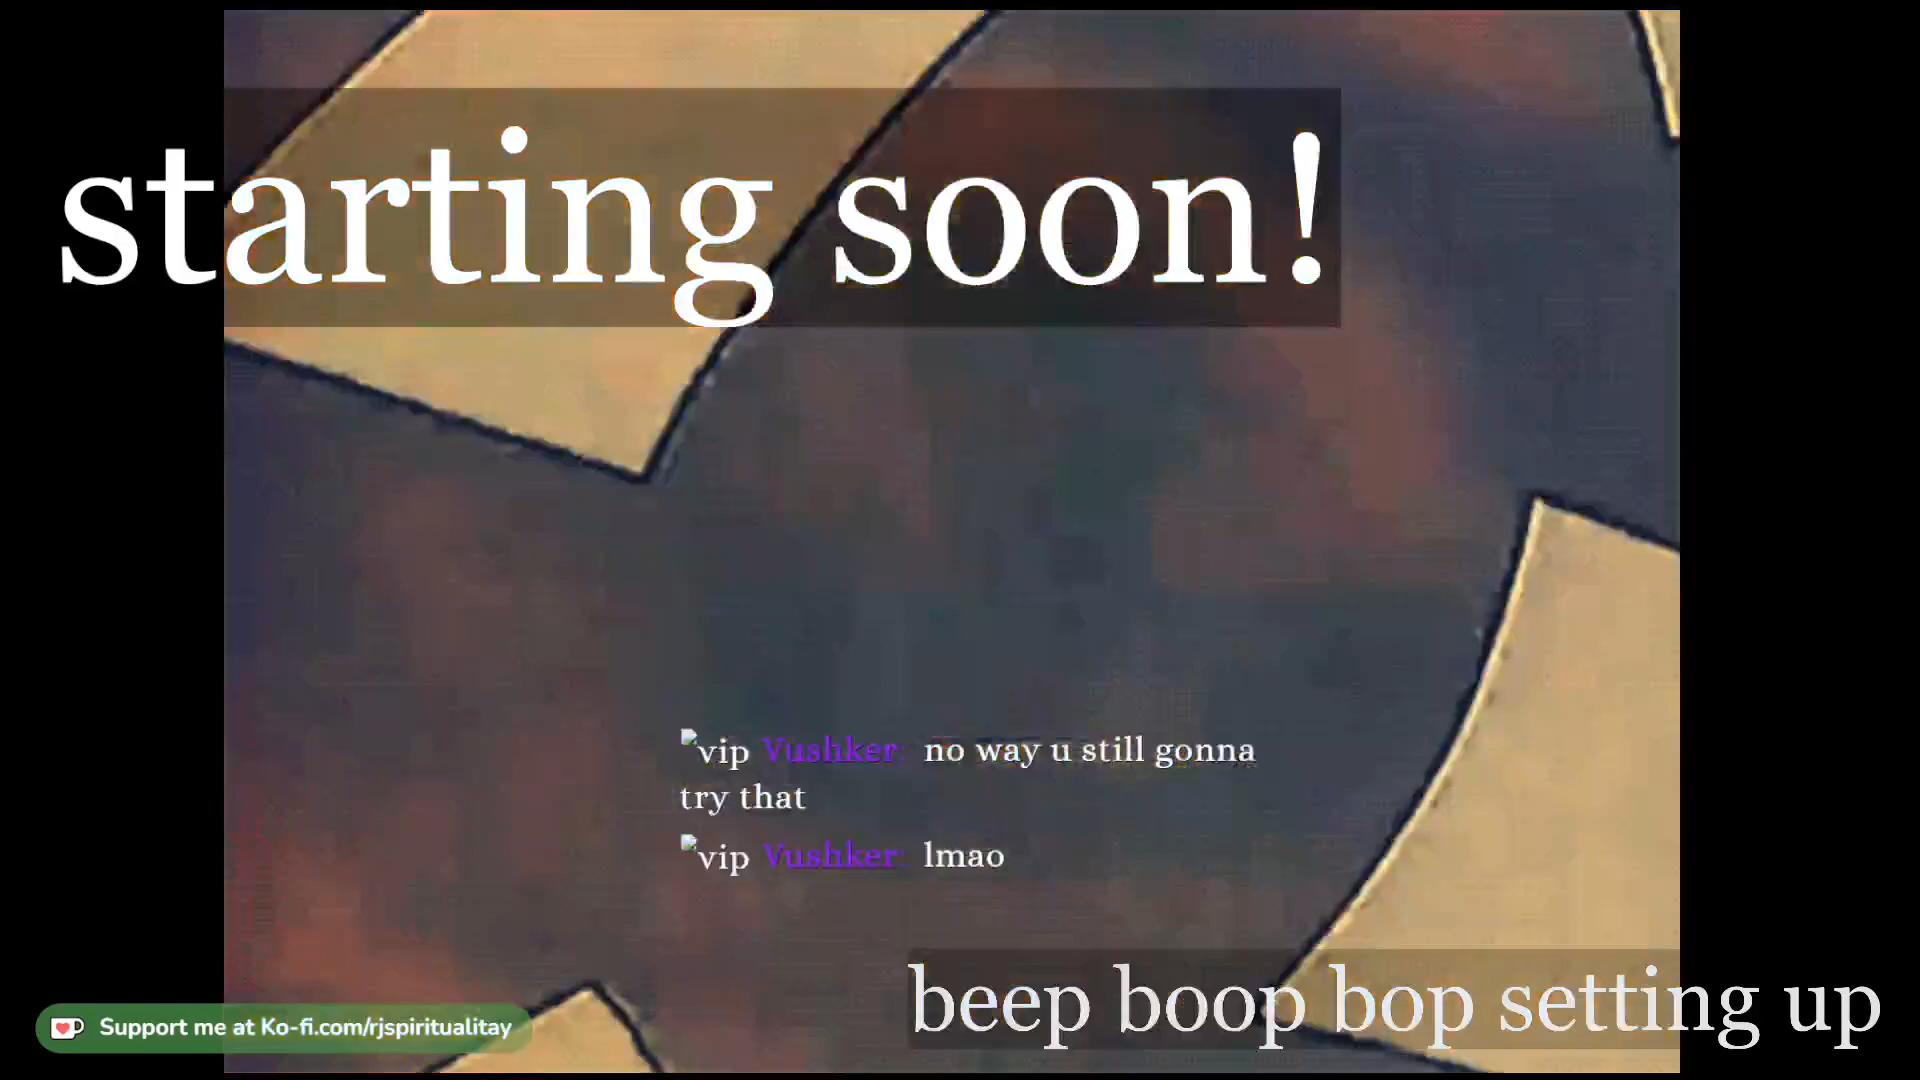 starting soon!
vip Vushker: no way u still gonna
try that
vip Vushker: lmao
beep boop bop setting up
Support me at Ko-fi.com/rjspiritualitay